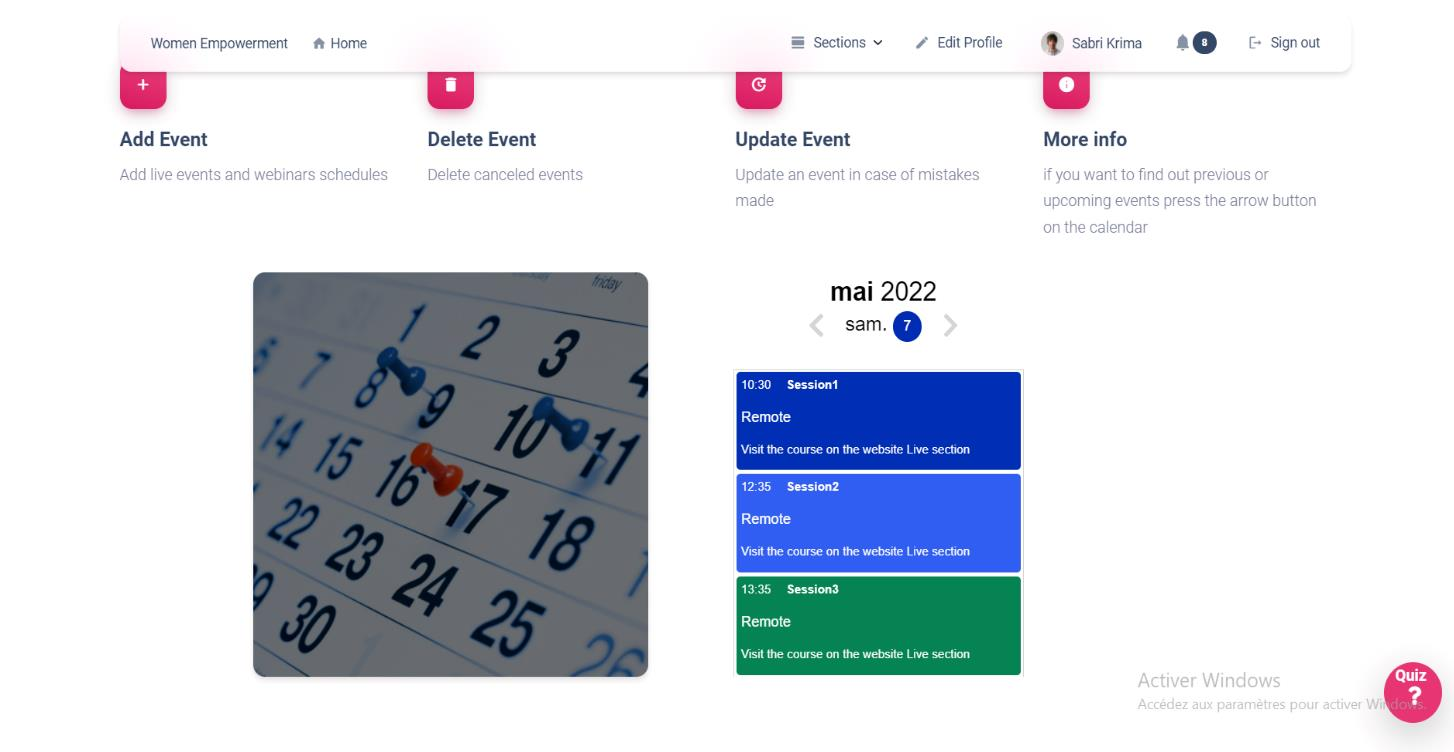 Women Empowerment Home Sections Edit Profile Sabri Krima 8 Sign out
Add Event
Add live events and webinars schedules
Delete Event
Delete canceled events
Update Event
Update an event in case of mistakes
made
More info
if you want to find out previous or
upcoming events press the arrow button
on the calendar
friday
1 2 3 4
6 7 8 9 10 11
14 15 16 17 18
22 23 24 25 26
29 30 1
mai 2022
sam. 7
10:30 Session1
Remote
Visit the course on the website Live section
12:35 Session2
Remote
Visit the course on the website Live section
13:35 Session3
Remote
Visit the course on the website Live section
Activer Windows
Accédez aux paramètres pour activer Windows.
Quiz
?